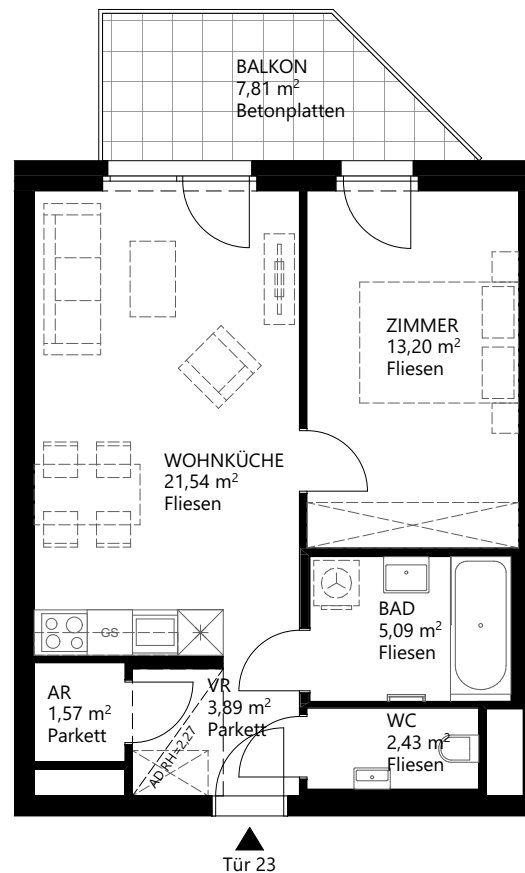 BALKON
7,81 m²
Betonplatten
ZIMMER
13,20 m²
Fliesen
WOHNKÜCHE
21,54 m²
Fliesen
GS
BAD
5,09 m²
Fliesen
AR
1,57 m²
Parkett
VR
3,89 m²
Parkett
AD RH=2,27
WC
2,43 m²
Fliesen
Tür 23